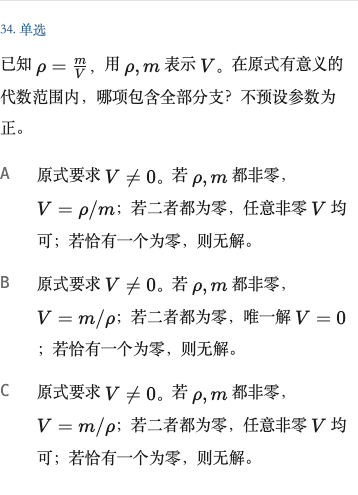 34. 单选
已知 ρ = m/V，用 ρ, m 表示 V。在原式有意义的
代数范围内，哪项包含全部分支？不预设参数为
正。
A 原式要求 V ≠ 0。若 ρ, m 都非零，
V = ρ/m；若二者都为零，任意非零 V 均
可；若恰有一个为零，则无解。
B 原式要求 V ≠ 0。若 ρ, m 都非零，
V = m/ρ；若二者都为零，唯一解 V = 0
；若恰有一个为零，则无解。
C 原式要求 V ≠ 0。若 ρ, m 都非零，
V = m/ρ；若二者都为零，任意非零 V 均
可；若恰有一个为零，则无解。